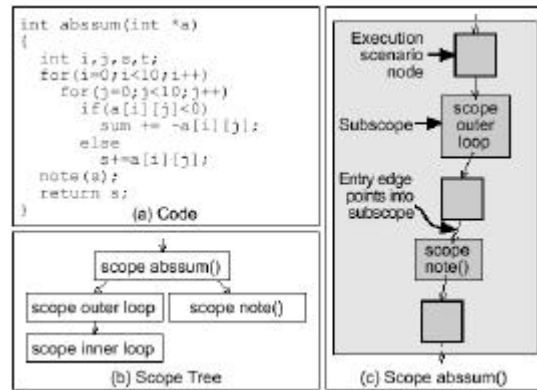 int abssum(int *a)
{
int i,j,s,t;
for(i=0;i<10;i++)
for(j=0;j<10;j++)
if(a[i][j]<0)
sum += -a[i][j];
else
s+=a[i][j];
note(a);
return s;
}
(a) Code
scope abssum()
scope outer loop
scope note()
scope inner loop
(b) Scope Tree
Execution
scenario
node
Subscope
scope
outer
loop
Entry edge
points into
subscope
scope
note()
(c) Scope abssum()